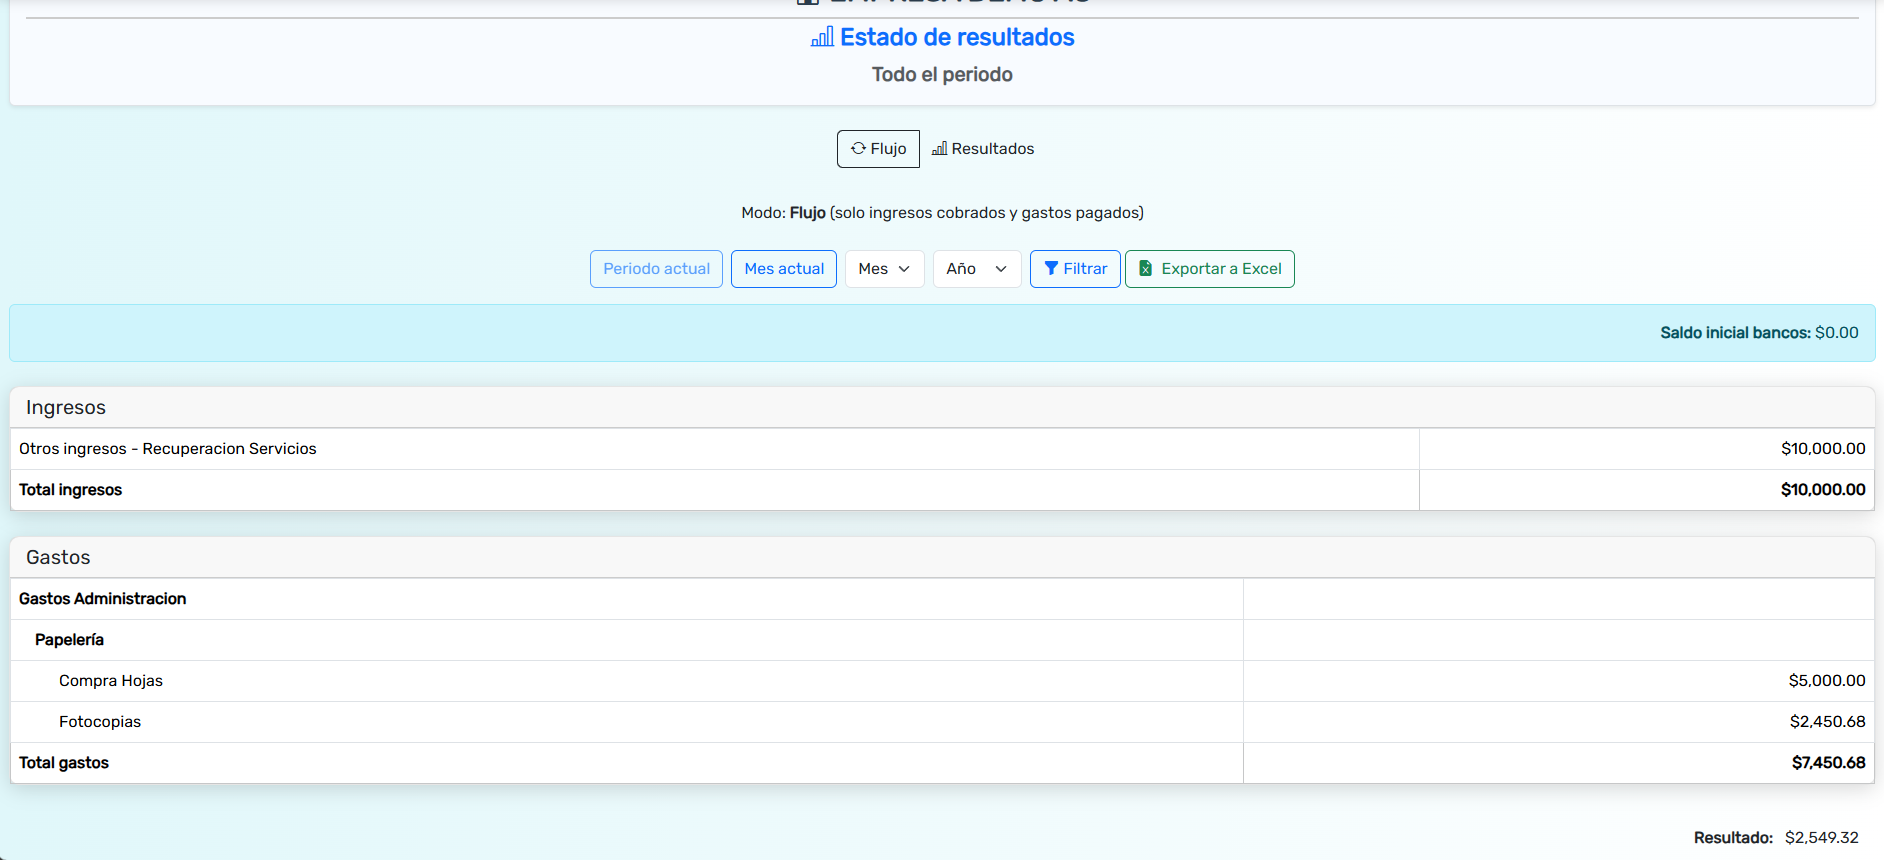 Estado de resultados
Todo el periodo
Flujo Resultados
Modo: Flujo (solo ingresos cobrados y gastos pagados)
Periodo actual Mes actual Mes Año Filtrar Exportar a Excel
Saldo inicial bancos: $0.00
Ingresos
Otros ingresos - Recuperacion Servicios $10,000.00
Total ingresos $10,000.00
Gastos
Gastos Administracion
Papelería
Compra Hojas $5,000.00
Fotocopias $2,450.68
Total gastos $7,450.68
Resultado: $2,549.32